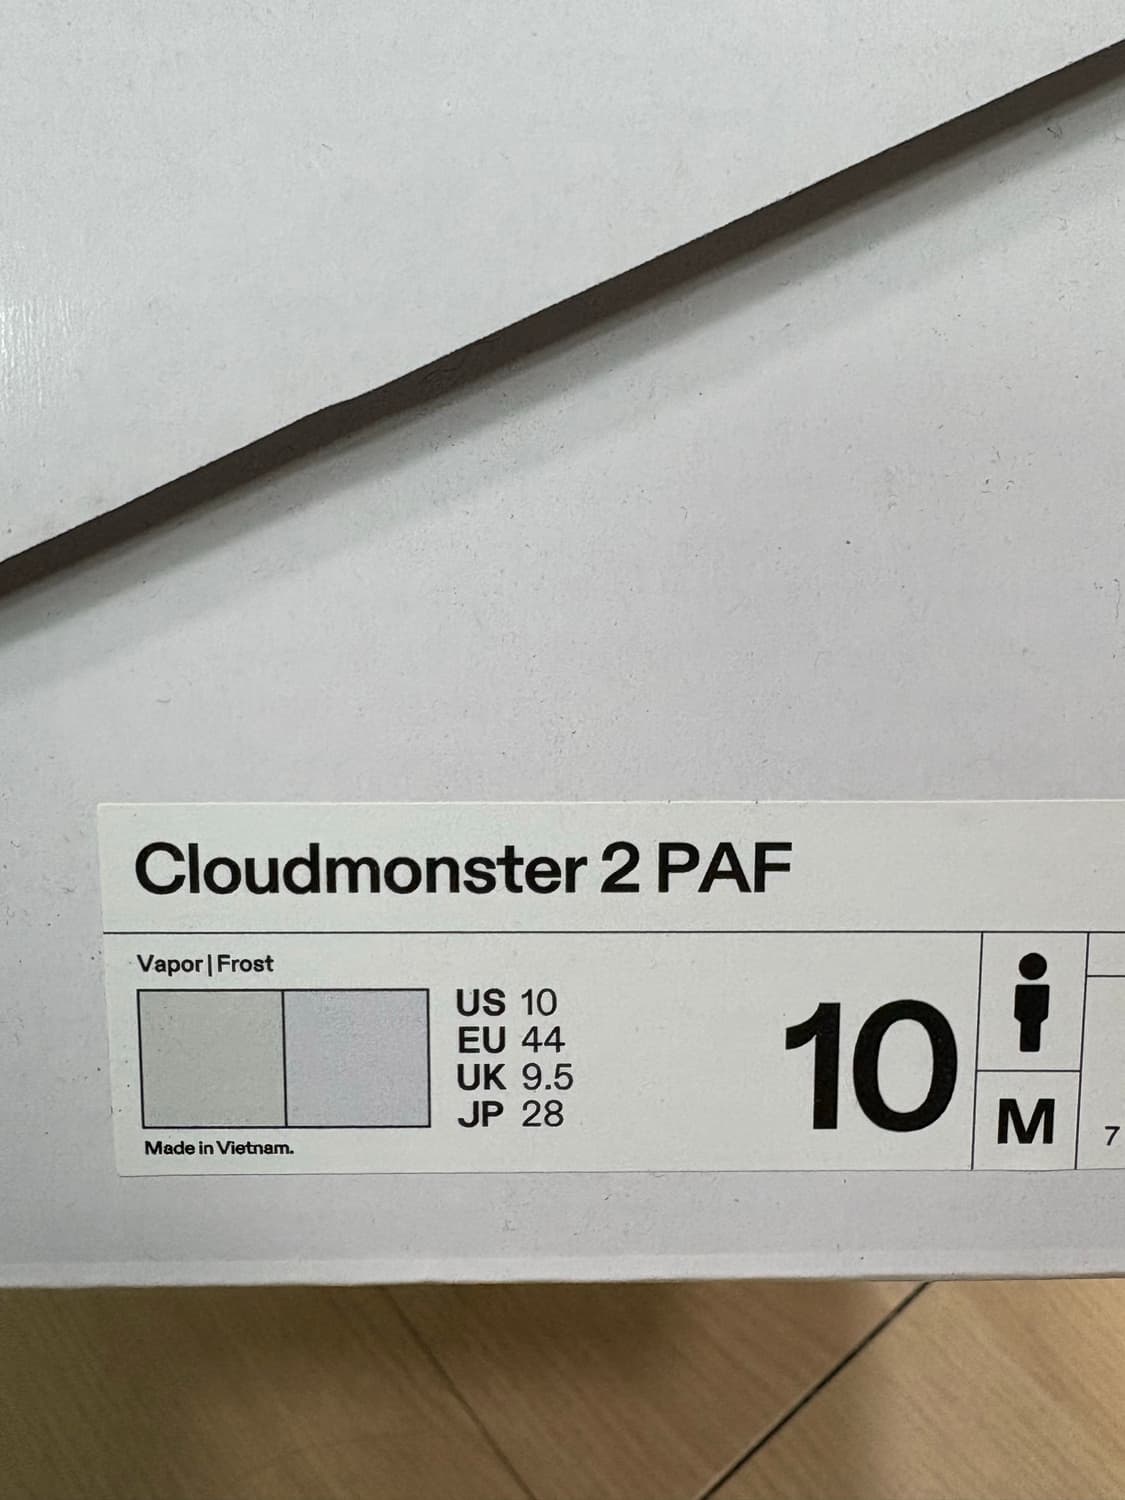 Cloudmonster 2 PAF
Vapor | Frost
US 10
EU 44
UK 9.5
JP 28
10
M
7
Made in Vietnam.